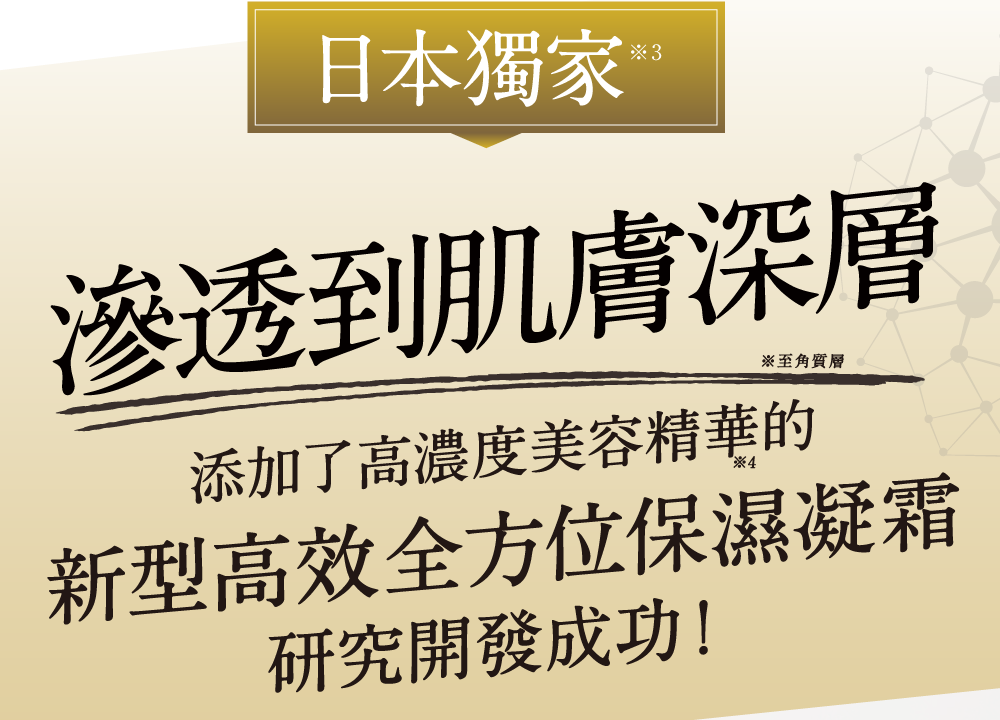 日本獨家※3
滲透到肌膚深層
※至角質層
添加了高濃度美容精華的
※4
新型高效全方位保濕凝霜
研究開發成功！